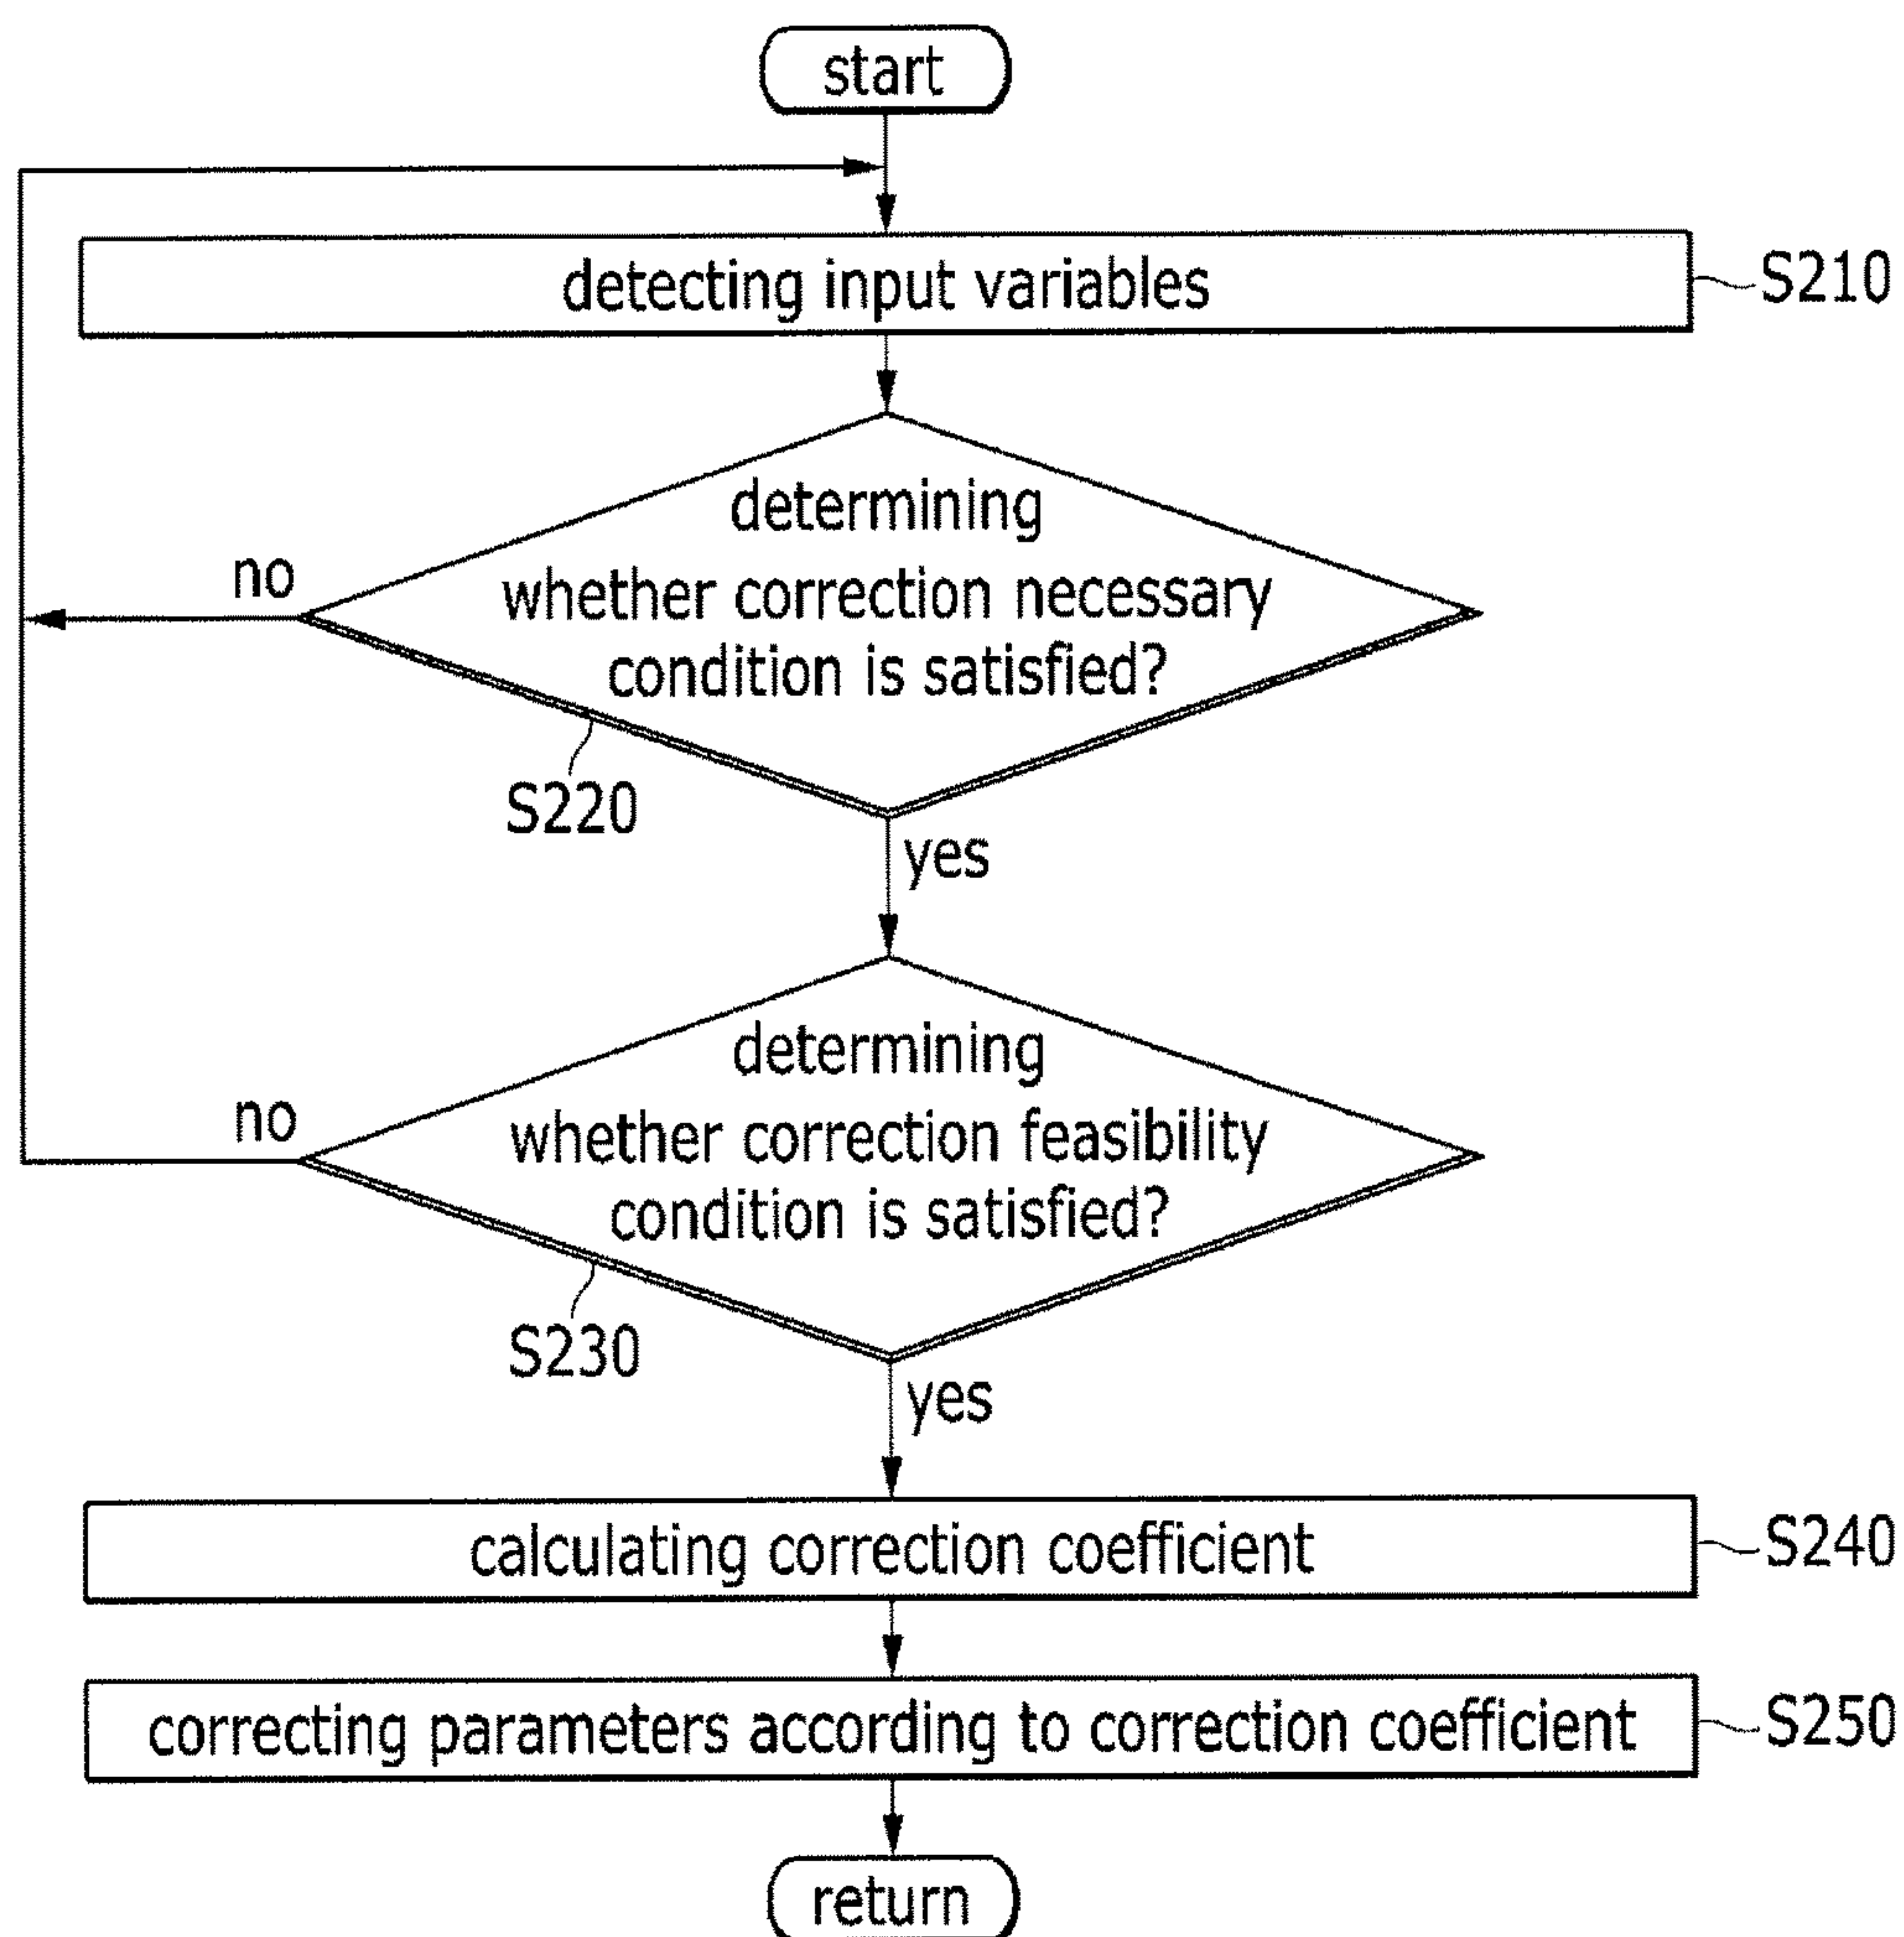 start
detecting input variables
S210
determining
whether correction necessary
condition is satisfied?
no
S220
yes
determining
whether correction feasibility
condition is satisfied?
no
S230
yes
calculating correction coefficient
S240
correcting parameters according to correction coefficient
S250
return